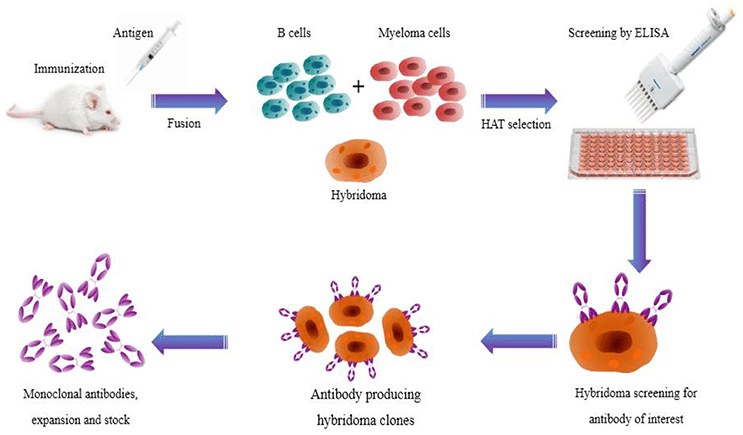 Antigen
Immunization
Fusion
B cells
Myeloma cells
Hybridoma
HAT selection
Screening by ELISA
Hybridoma screening for
antibody of interest
Antibody producing
hybridoma clones
Monoclonal antibodies,
expansion and stock